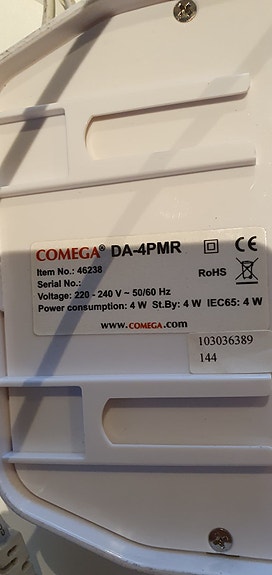 COMEGA® DA-4PMR CE
Item No.: 46238 RoHS
Serial No.:
Voltage: 220 - 240 V ~ 50/60 Hz
Power consumption: 4 W St.By: 4 W IEC65: 4 W
www.COMEGA.com
103036389
144